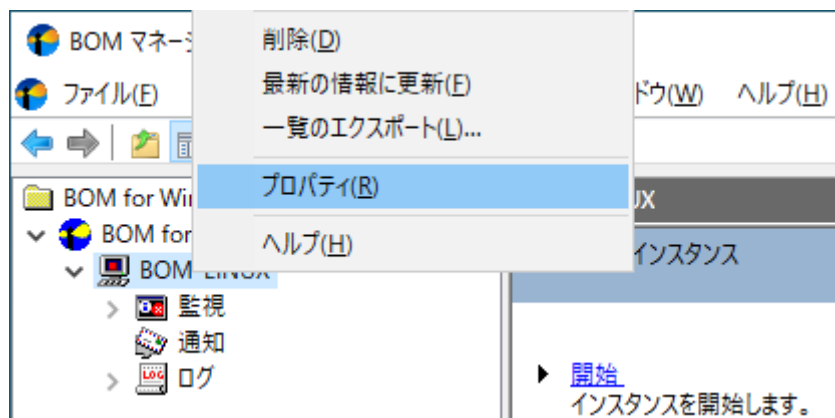 BOM マネー
削除(D)
ファイル(F)
最新の情報に更新(F)
ドウ(W) ヘルプ(H)
一覧のエクスポート(L)...
プロパティ(R)
BOM for Wi
BOM for
ヘルプ(H)
インスタンス
BOM-LINUX
監視
通知
ログ
開始
インスタンスを開始します。